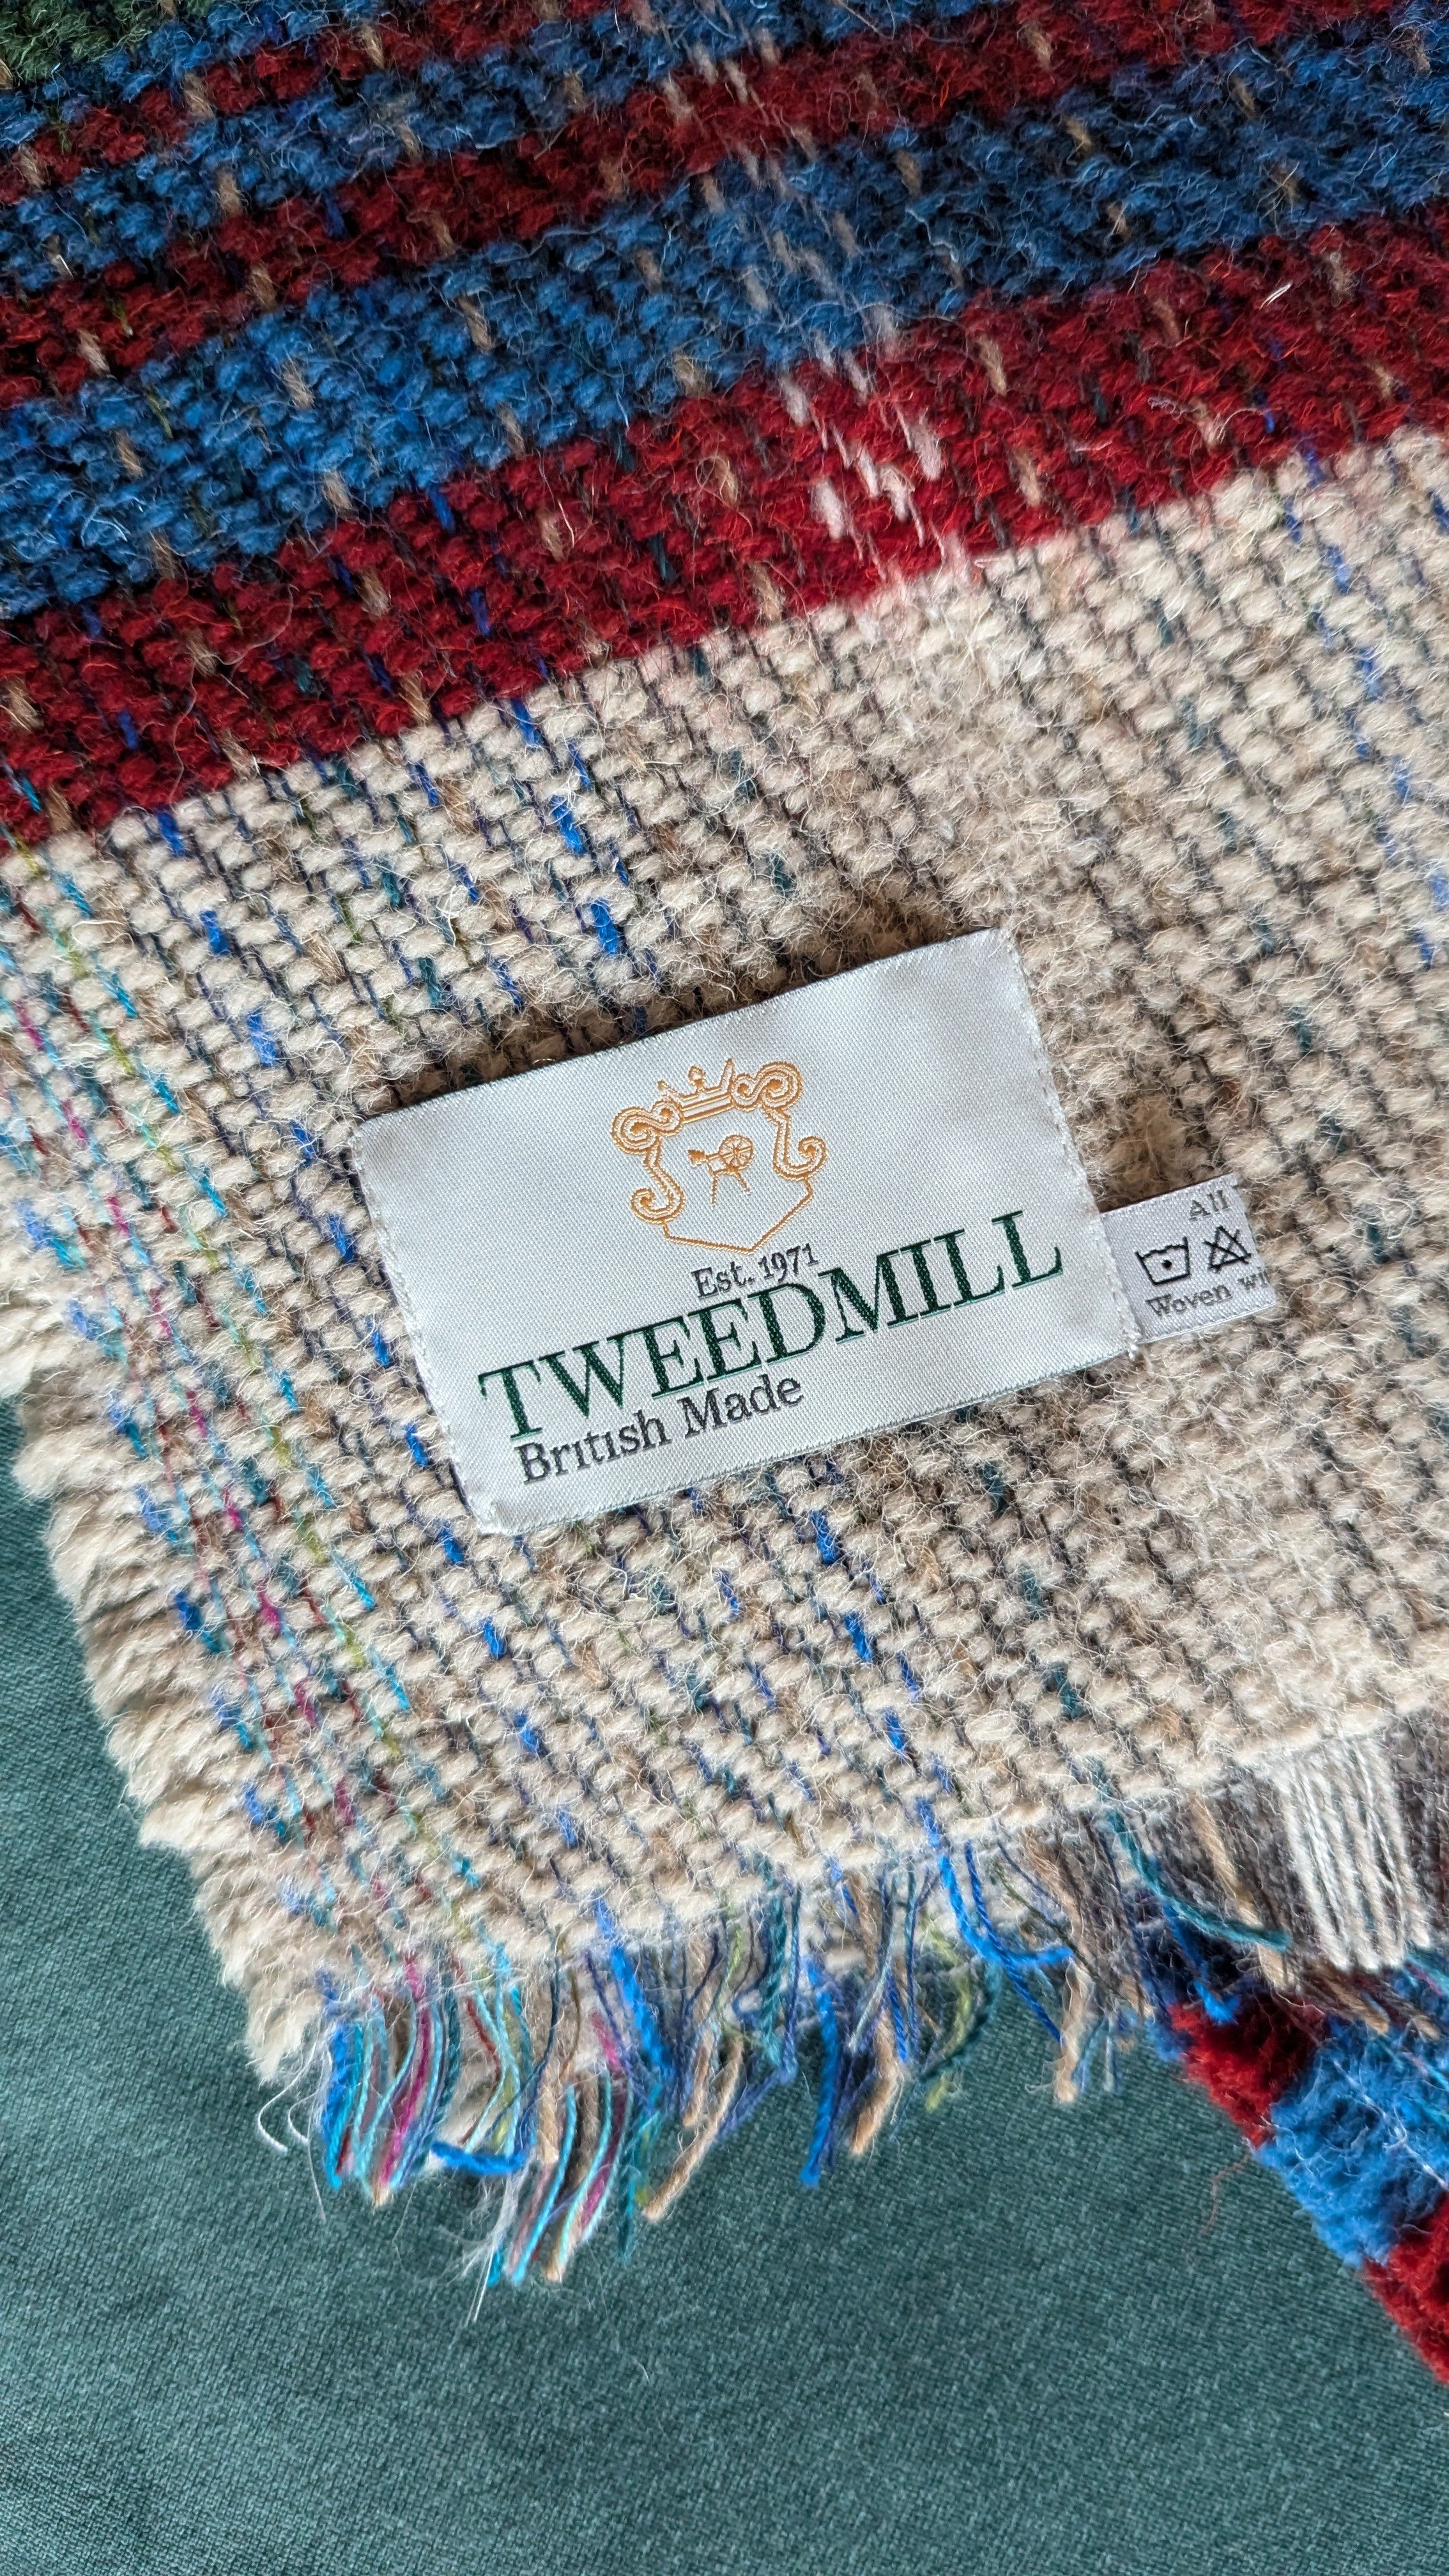 Est. 1971
TWEEDMILL
British Made
All
Woven